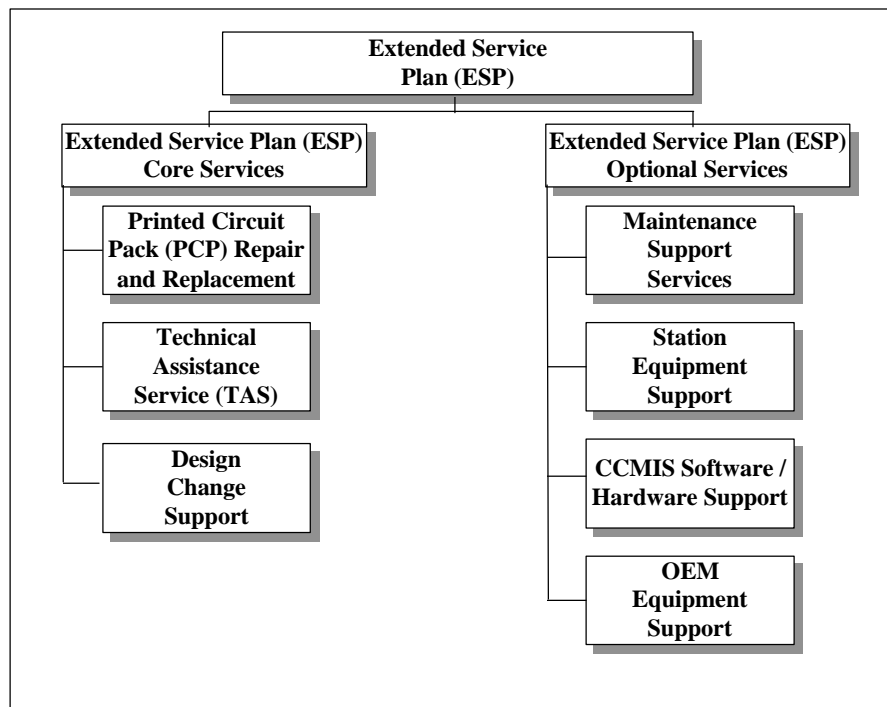 Extended Service
Plan (ESP)
Extended Service Plan (ESP)
Core Services
Printed Circuit
Pack (PCP) Repair
and Replacement
Technical
Assistance
Service (TAS)
Design
Change
Support
Extended Service Plan (ESP)
Optional Services
Maintenance
Support
Services
Station
Equipment
Support
CCMIS Software /
Hardware Support
OEM
Equipment
Support